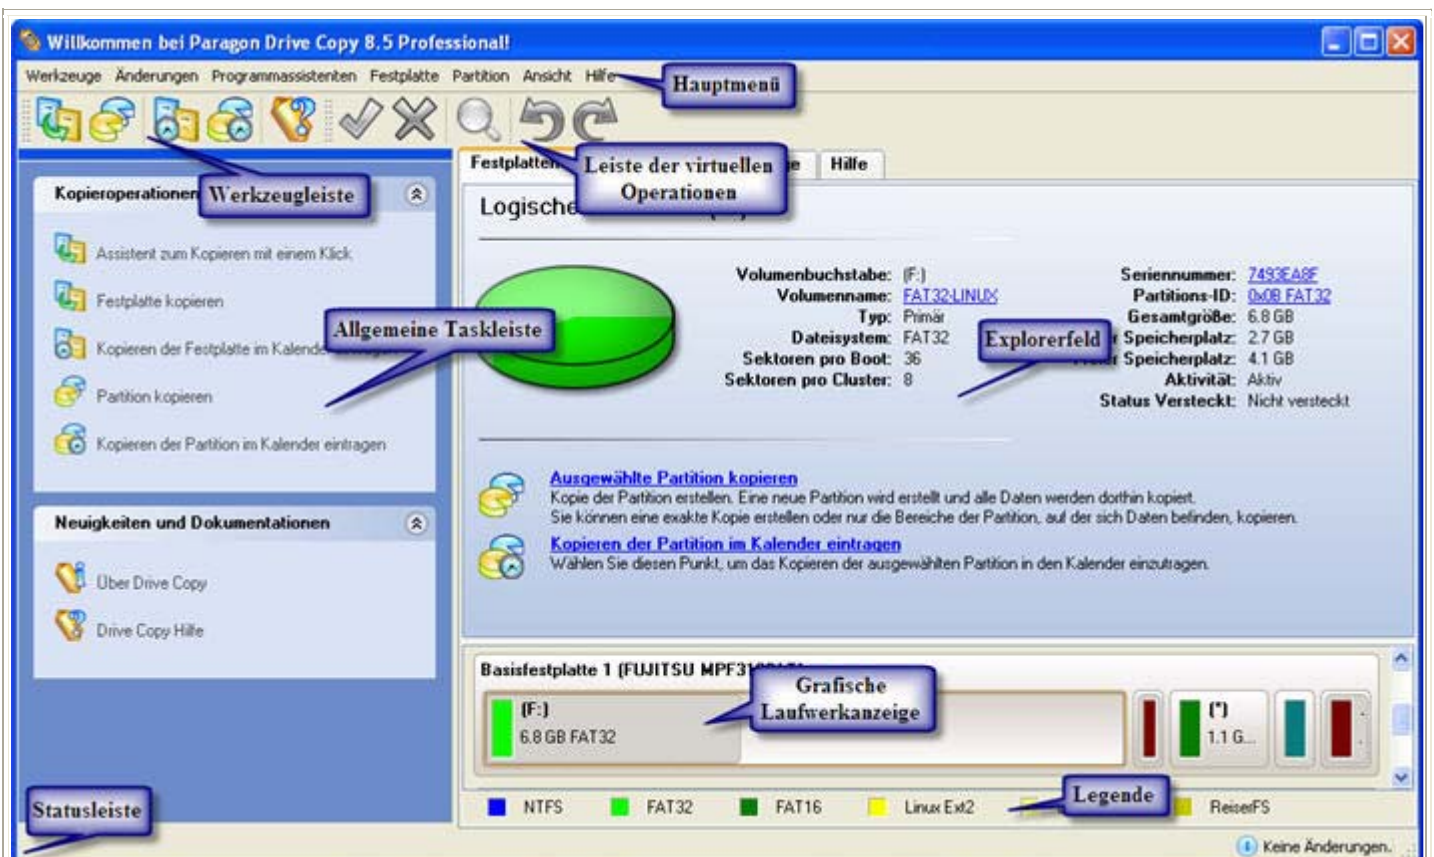 Willkommen bei Paragon Drive Copy 8.5 Professional!
Werkzeuge Änderungen Programmassistenten Festplatte Partition Ansicht Hilfe
Hauptmenü
Werkzeugleiste
Leiste der virtuellen
Operationen
Hilfe
Kopieroperationen
Assistent zum Kopieren mit einem Klick
Festplatte kopieren
Kopieren der Festplatte im
Partition kopieren
Kopieren der Partition im Kalender eintragen
Allgemeine Taskleiste
Neuigkeiten und Dokumentationen
Über Drive Copy
Drive Copy Hilfe
Statusleiste
Volumenbuchstabe: (F:)
Volumenname: FAT32-LINUX
Typ: Primär
Dateisystem: FAT32
Sektoren pro Boot: 36
Sektoren pro Cluster: 8
Explorerfeld
Seriennummer: 7493EA8F
Partitions-ID: 0x0B FAT32
Gesamtgröße: 6.8 GB
Speicherplatz: 2.7 GB
Speicherplatz: 4.1 GB
Aktivität: Aktiv
Status Versteckt: Nicht versteckt
Ausgewählte Partition kopieren
Kopie der Partition erstellen. Eine neue Partition wird erstellt und alle Daten werden dorthin kopiert.
Sie können eine exakte Kopie erstellen oder nur die Bereiche der Partition, auf der sich Daten befinden, kopieren.
Kopieren der Partition im Kalender eintragen
Wählen Sie diesen Punkt, um das Kopieren der ausgewählten Partition in den Kalender einzutragen.
Basisfestplatte 1 (FUJITSU
Grafische
Laufwerkanzeige
(F:)
6.8 GB FAT32
(*)
1.1 G...
NTFS FAT32 FAT16 Linux Ext2 ReiserFS
Legende
Keine Änderungen.